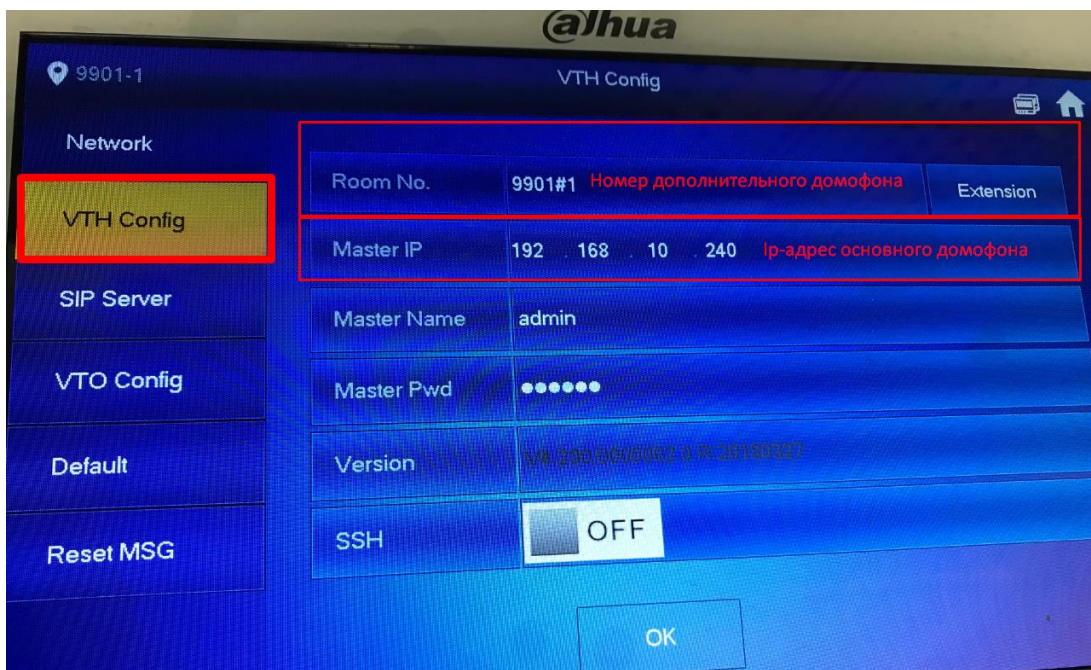 alhua
9901-1
VTH Config
Network
VTH Config
SIP Server
VTO Config
Default
Reset MSG
Room No. 9901#1 Номер дополнительного домофона Extension
Master IP 192 . 168 . 10 . 240 Ip-адрес основного домофона
Master Name admin
Master Pwd ●●●●●●
Version
SSH OFF
OK